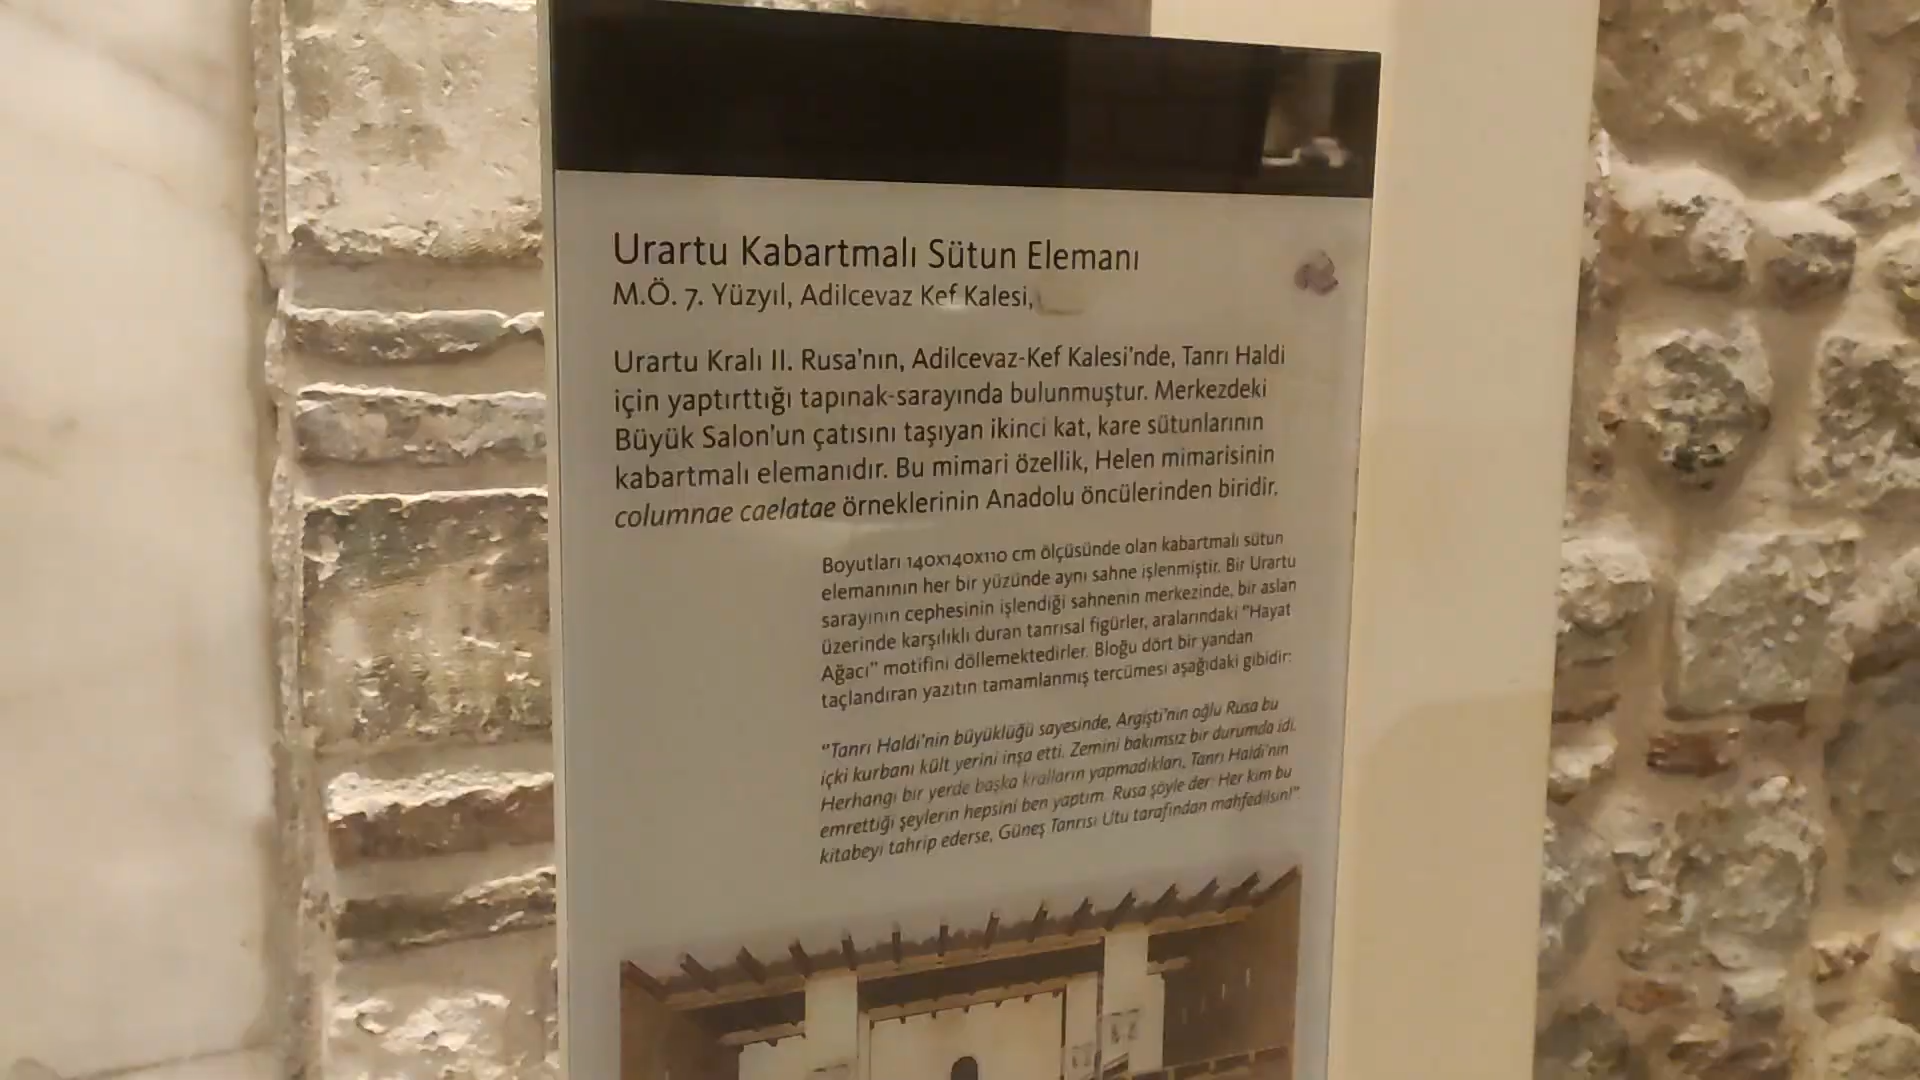 Urartu Kabartmalı Sütun Elemanı
M.Ö. 7. Yüzyıl, Adilcevaz Kef Kalesi,
Urartu Kralı II. Rusa'nın, Adilcevaz-Kef Kalesi'nde, Tanrı Haldi
için yaptırttığı tapınak-sarayında bulunmuştur. Merkezdeki
Büyük Salon'un çatısını taşıyan ikinci kat, kare sütunlarının
kabartmalı elemanıdır. Bu mimari özellik, Helen mimarisinin
columnae caelatae örneklerinin Anadolu öncülerinden biridir.
Boyutları 140x140x110 cm ölçüsünde olan kabartmalı sütun
elemanının her bir yüzünde aynı sahne işlenmiştir. Bir Urartu
sarayının cephesinin işlendiği sahnenin merkezinde, bir aslan
üzerinde karşılıklı duran tanrısal figürler, aralarındaki "Hayat
Ağacı" motifini döllemektedirler. Bloğu dört bir yandan
taçlandıran yazıtın tamamlanmış tercümesi aşağıdaki gibidir:
"Tanrı Haldi'nin büyüklüğü sayesinde, Argişti'nin oğlu Rusa bu
içki kurbanı kült yerini inşa etti. Zemini bakımsız bir durumda idi.
Herhangi bir yerde başka kralların yapmadıkları, Tanrı Haldi'nin
emrettiği şeylerin hepsini ben yaptım. Rusa şöyle der: Her kim bu
kitabeyi tahrip ederse, Güneş Tanrısı Utu tarafından mahfedilsin!"